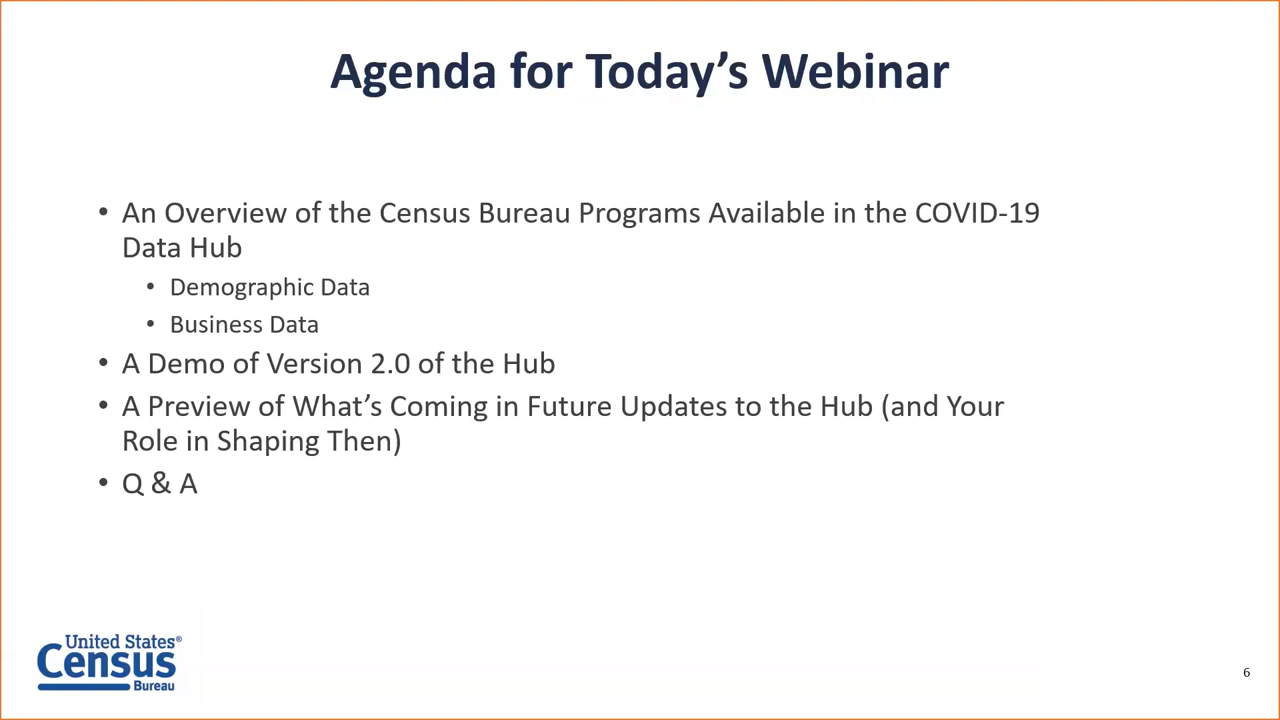 Agenda for Today’s Webinar
• An Overview of the Census Bureau Programs Available in the COVID-19
Data Hub
• Demographic Data
• Business Data
• A Demo of Version 2.0 of the Hub
• A Preview of What’s Coming in Future Updates to the Hub (and Your
Role in Shaping Then)
• Q & A
United States®
Census
Bureau
6